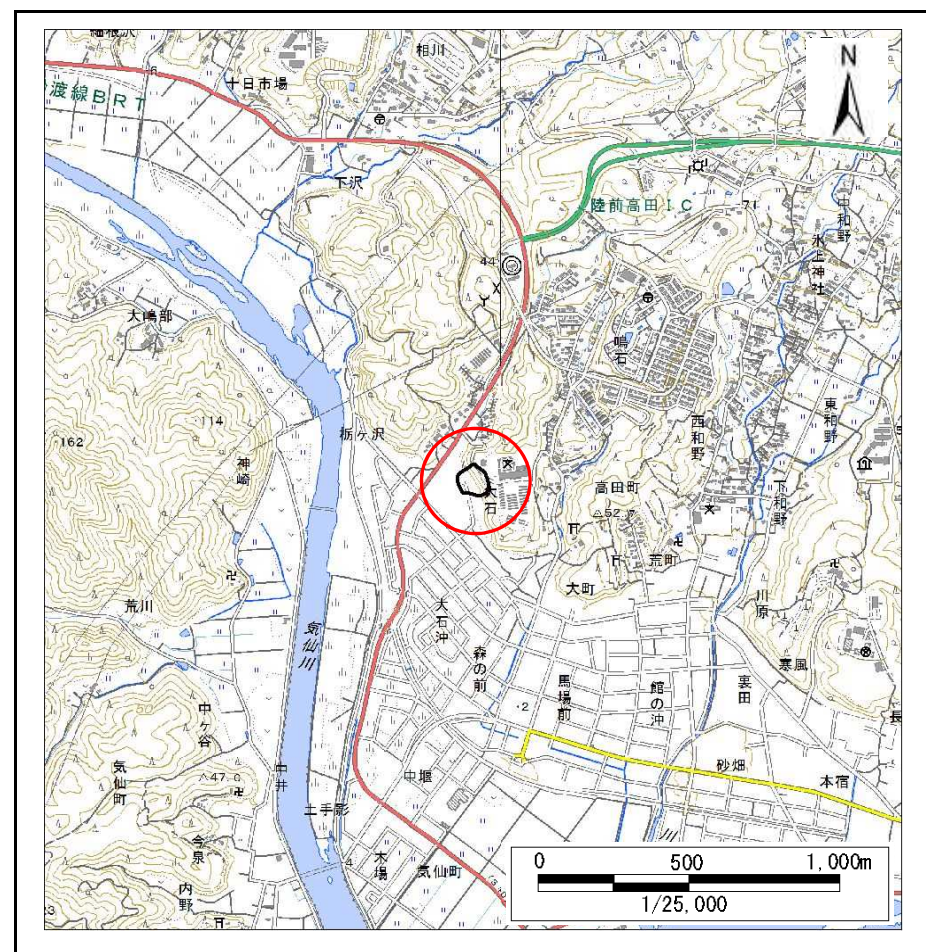 相川
N
十日市場
渡線BRT
下沢
陸前高田IC
71
中和野
氷上神社
44
大嶋部
鳴石
114
162
栃ヶ沢
西和野
東和野
神崎
大石
高田町
下和野
52.7
荒町
大町
荒川
川原
大石沖
気仙川
森の前
寒風
馬場前
館の沖
裏田
中ヶ谷
2
長
砂畑
気仙町
47.0
中井
中堰
本宿
土手影
今泉
4
木場
気仙町
川
内野
23
0 500 1,000m
1/25,000